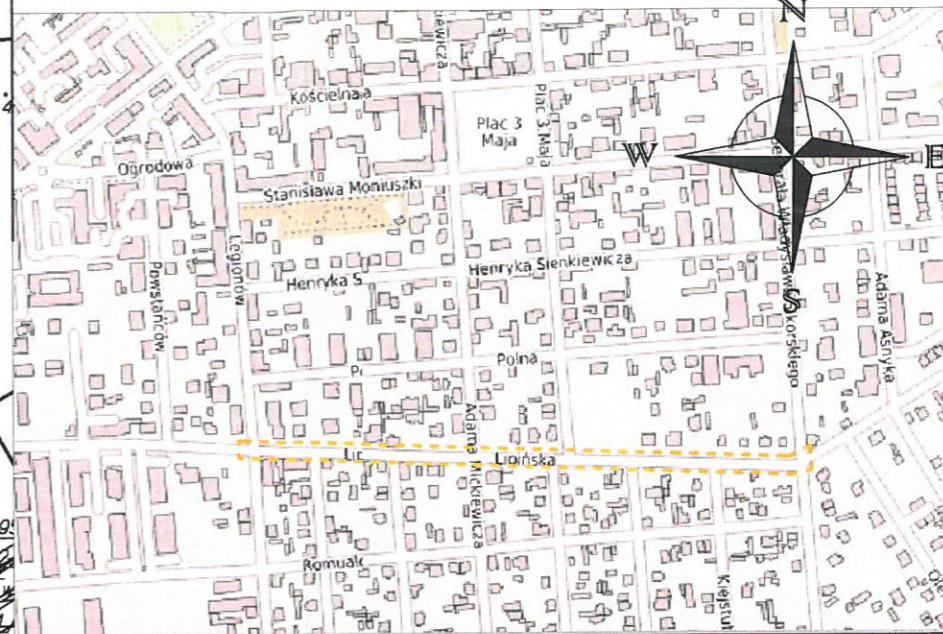 N
Kościelna
Plac 3
Maja
Plac 3 Maja
W
E
Ogrodowa
Stanisława Moniuszki
Legionów
Powstańców
Henryka S
Henryka Sienkiewicza
S
Adama Asnyka
Polna
Lipińska
Adama Mickiewicza
Romual
Kiejstut